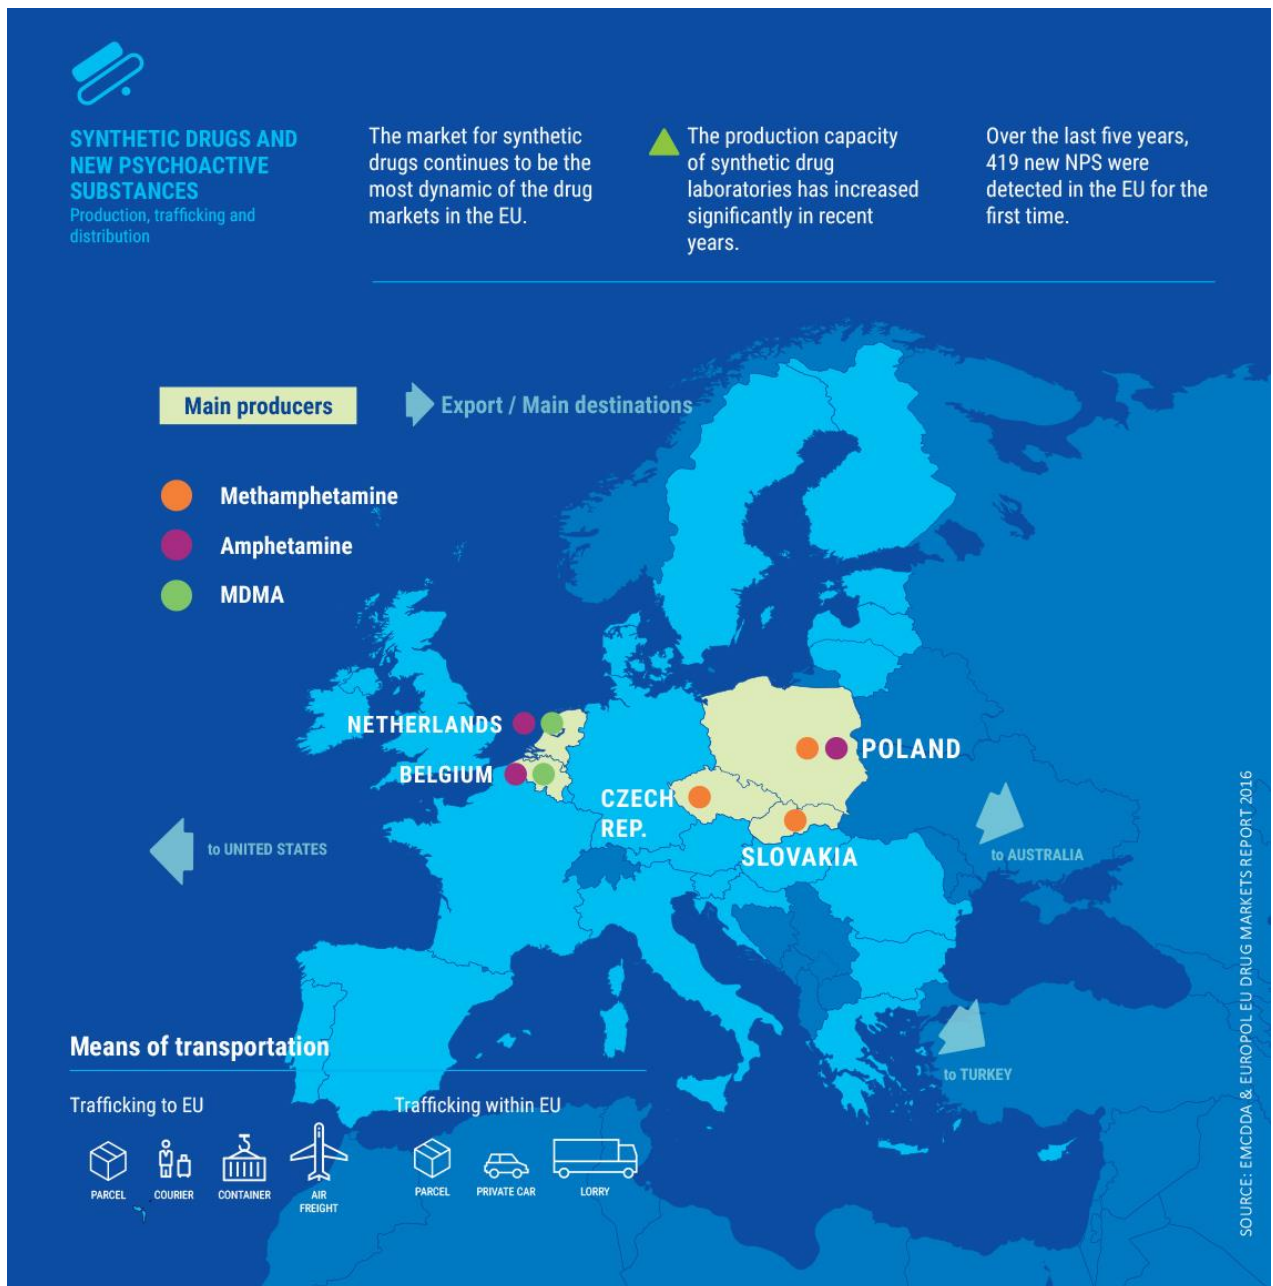 SYNTHETIC DRUGS AND
NEW PSYCHOACTIVE
SUBSTANCES
Production, trafficking and
distribution
The market for synthetic
drugs continues to be the
most dynamic of the drug
markets in the EU.
The production capacity
of synthetic drug
laboratories has increased
significantly in recent
years.
Over the last five years,
419 new NPS were
detected in the EU for the
first time.
Main producers
Export / Main destinations
Methamphetamine
Amphetamine
MDMA
NETHERLANDS
BELGIUM
POLAND
CZECH
REP.
SLOVAKIA
to UNITED STATES
to AUSTRALIA
to TURKEY
Means of transportation
Trafficking to EU
PARCEL
COURIER
CONTAINER
AIR
FREIGHT
Trafficking within EU
PARCEL
PRIVATE CAR
LORRY
SOURCE: EMCDDA & EUROPOL EU DRUG MARKETS REPORT 2016